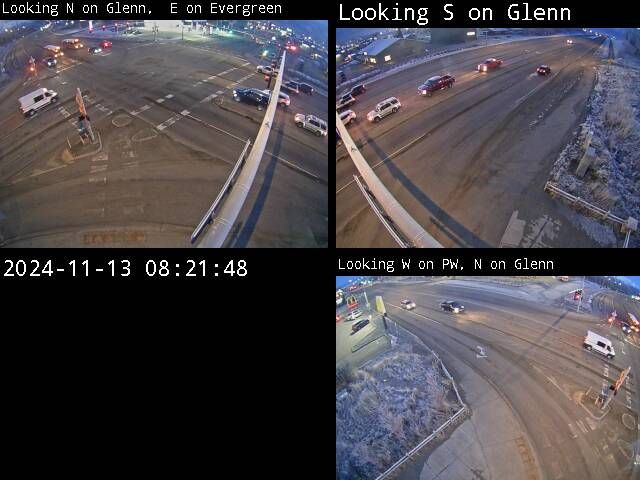 Looking N on Glenn,  E on Evergreen
Looking S on Glenn
2024-11-13 08:21:48
Looking W on PW, N on Glenn